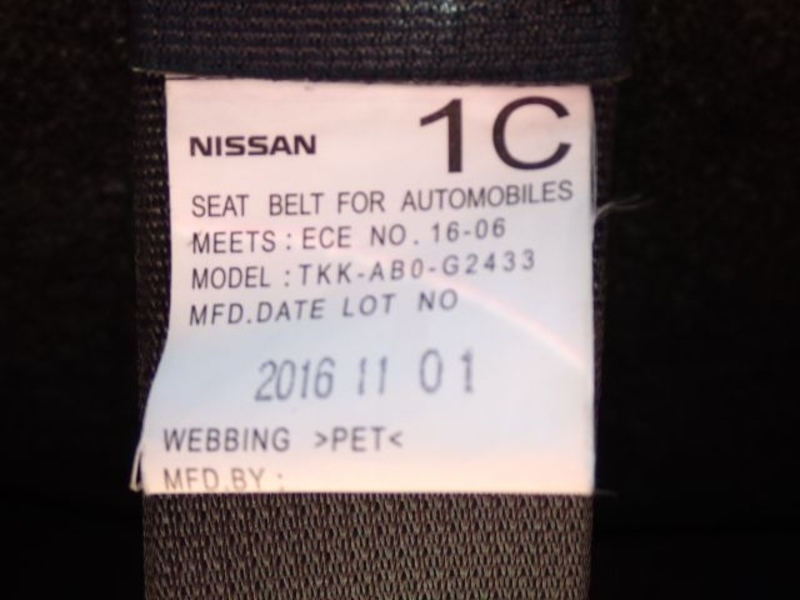 NISSAN 1C
SEAT BELT FOR AUTOMOBILES
MEETS : ECE NO. 16-06
MODEL : TKK-AB0-G2433
MFD.DATE LOT NO
2016 11 01
WEBBING >PET<
MFD.BY :